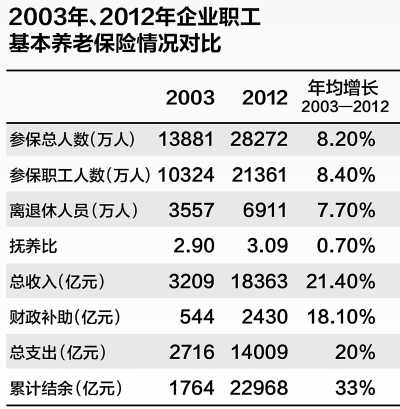 2003年、2012年企业职工
基本养老保险情况对比
2003 2012 年均增长
2003—2012
参保总人数(万人) 13881 28272 8.20%
参保职工人数(万人) 10324 21361 8.40%
离退休人员(万人) 3557 6911 7.70%
抚养比 2.90 3.09 0.70%
总收入(亿元) 3209 18363 21.40%
财政补助(亿元) 544 2430 18.10%
总支出(亿元) 2716 14009 20%
累计结余(亿元) 1764 22968 33%